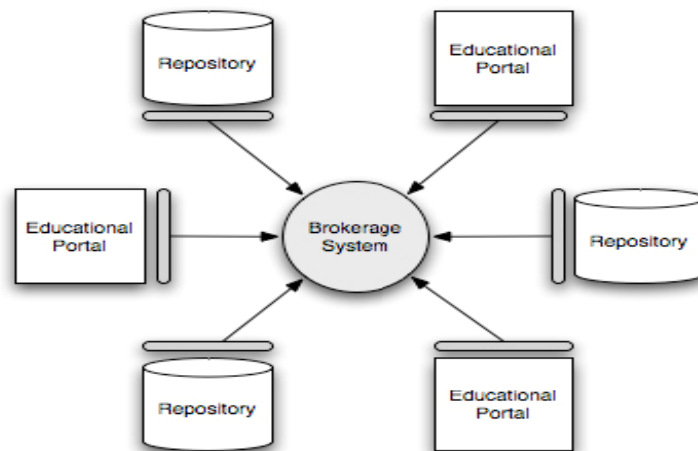 Repository
Educational
Portal
Educational
Portal
Brokerage
System
Repository
Repository
Educational
Portal